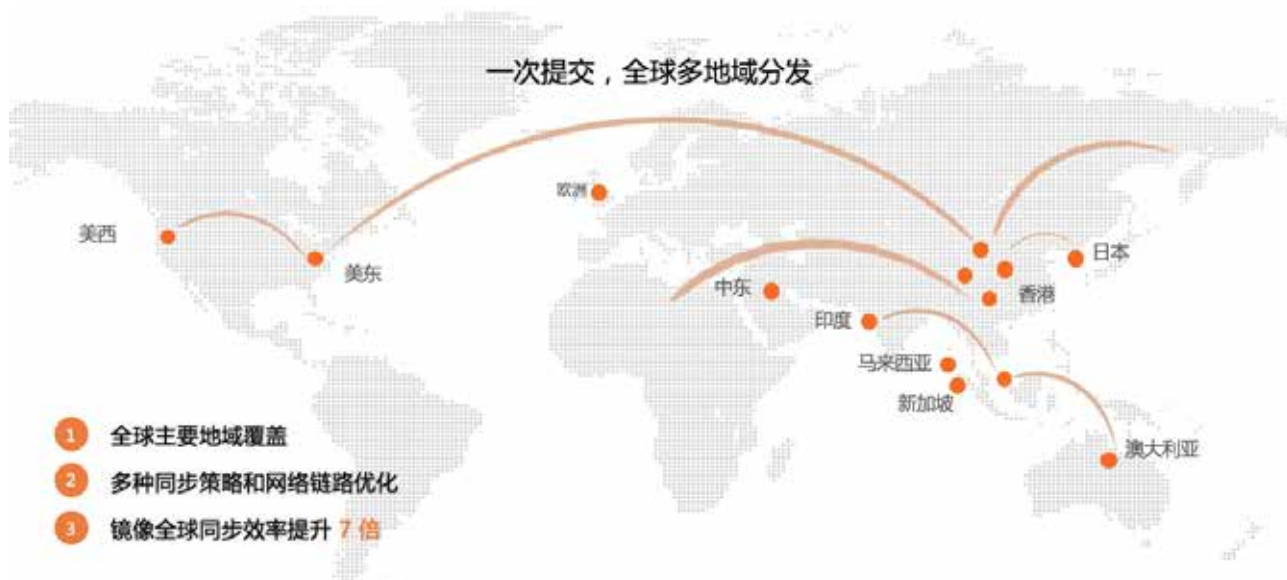 一次提交，全球多地域分发
欧洲
美西
美东
日本
中东
香港
印度
马来西亚
新加坡
澳大利亚
1 全球主要地域覆盖
2 多种同步策略和网络链路优化
3 镜像全球同步效率提升 7 倍